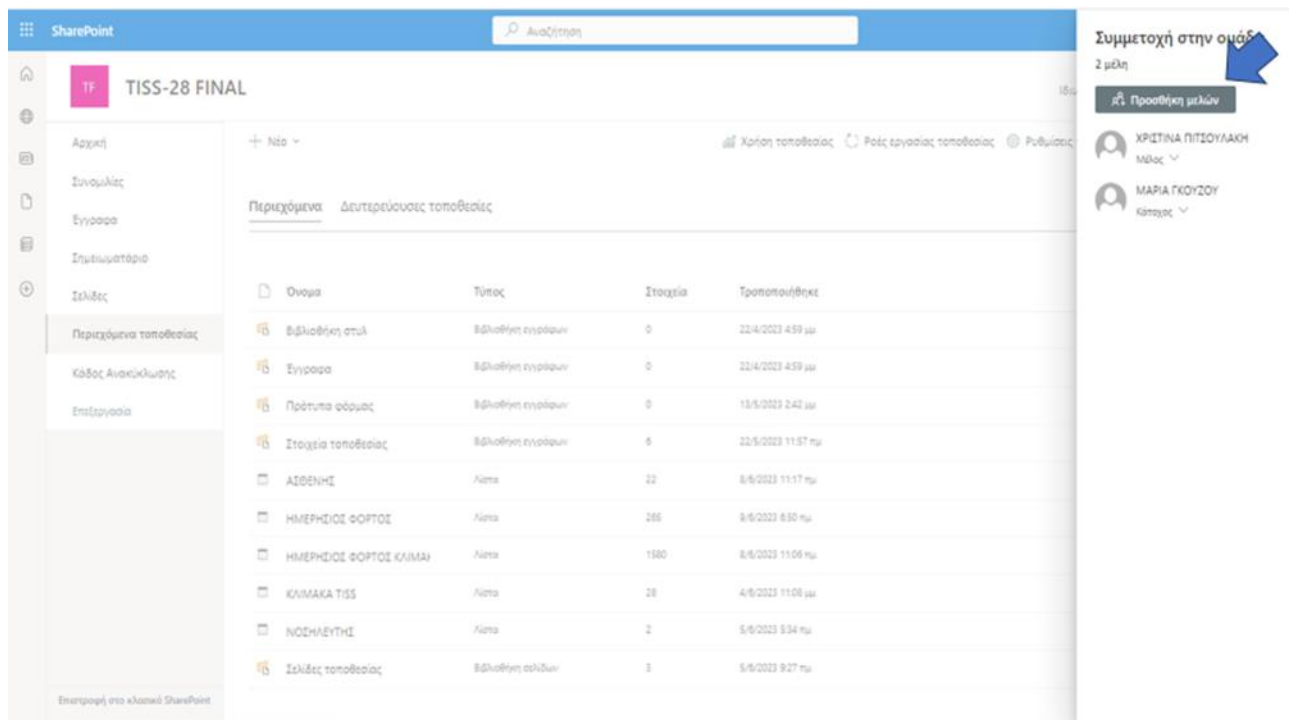 SharePoint
Αναζήτηση
TF
TISS-28 FINAL
Ιδιω
Αρχική
Συνομιλίες
Έγγραφα
Σημειωματάριο
Σελίδες
Περιεχόμενα τοποθεσίας
Κάδος Ανακύκλωσης
Επεξεργασία
Επιστροφή στο κλασικό SharePoint
Νέο
Χρήση τοποθεσίας Ροές εργασίας τοποθεσίας Ρυθμίσεις
Περιεχόμενα Δευτερεύουσες τοποθεσίες
Όνομα Τύπος Στοιχεία Τροποποιήθηκε
Βιβλιοθήκη στυλ Βιβλιοθήκη εγγράφων 0 22/4/2023 4:59 μμ
Έγγραφα Βιβλιοθήκη εγγράφων 0 22/4/2023 4:59 μμ
Πρότυπα φόρμας Βιβλιοθήκη εγγράφων 0 13/5/2023 2:42 μμ
Στοιχεία τοποθεσίας Βιβλιοθήκη εγγράφων 6 22/5/2023 11:57 πμ
ΑΣΘΕΝΗΣ Λίστα 22 8/6/2023 11:17 πμ
ΗΜΕΡΗΣΙΟΣ ΦΟΡΤΟΣ Λίστα 265 9/6/2023 6:50 πμ
ΗΜΕΡΗΣΙΟΣ ΦΟΡΤΟΣ ΚΛΙΜΑΚ Λίστα 1580 8/6/2023 11:06 πμ
ΚΛΙΜΑΚΑ TISS Λίστα 28 4/6/2023 11:08 μμ
ΝΟΣΗΛΕΥΤΗΣ Λίστα 2 5/6/2023 5:34 πμ
Σελίδες τοποθεσίας Βιβλιοθήκη σελίδων 3 5/6/2023 9:27 πμ
Συμμετοχή στην ομάδ
2 μέλη
Προσθήκη μελών
ΧΡΙΣΤΙΝΑ ΠΙΤΣΟΥΛΑΚΗ
Μέλος
ΜΑΡΙΑ ΓΚΟΥΖΟΥ
Κάτοχος